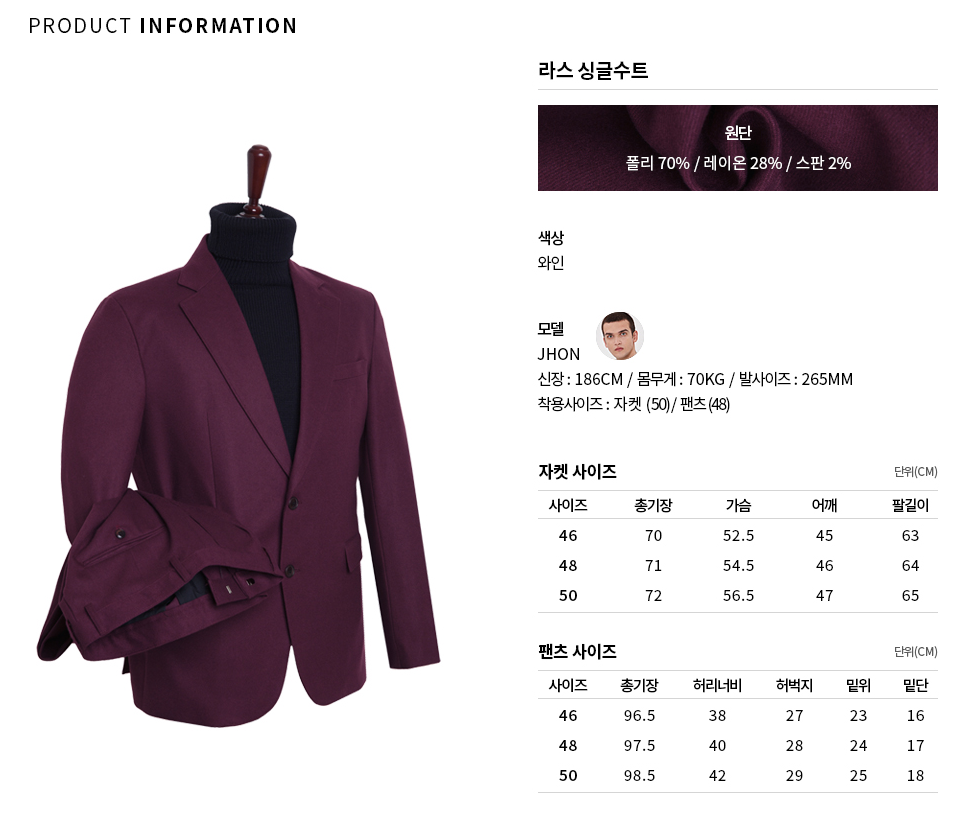 PRODUCT INFORMATION
라스 싱글수트
원단
폴리 70% / 레이온 28% / 스판 2%
색상
와인
모델
JHON
신장 : 186CM / 몸무게 : 70KG / 발사이즈 : 265MM
착용사이즈 : 자켓 (50) / 팬츠 (48)
자켓 사이즈 단위(CM)
사이즈 총기장 가슴 어깨 팔길이
46 70 52.5 45 63
48 71 54.5 46 64
50 72 56.5 47 65
팬츠 사이즈 단위(CM)
사이즈 총기장 허리너비 허벅지 밑위 밑단
46 96.5 38 27 23 16
48 97.5 40 28 24 17
50 98.5 42 29 25 18